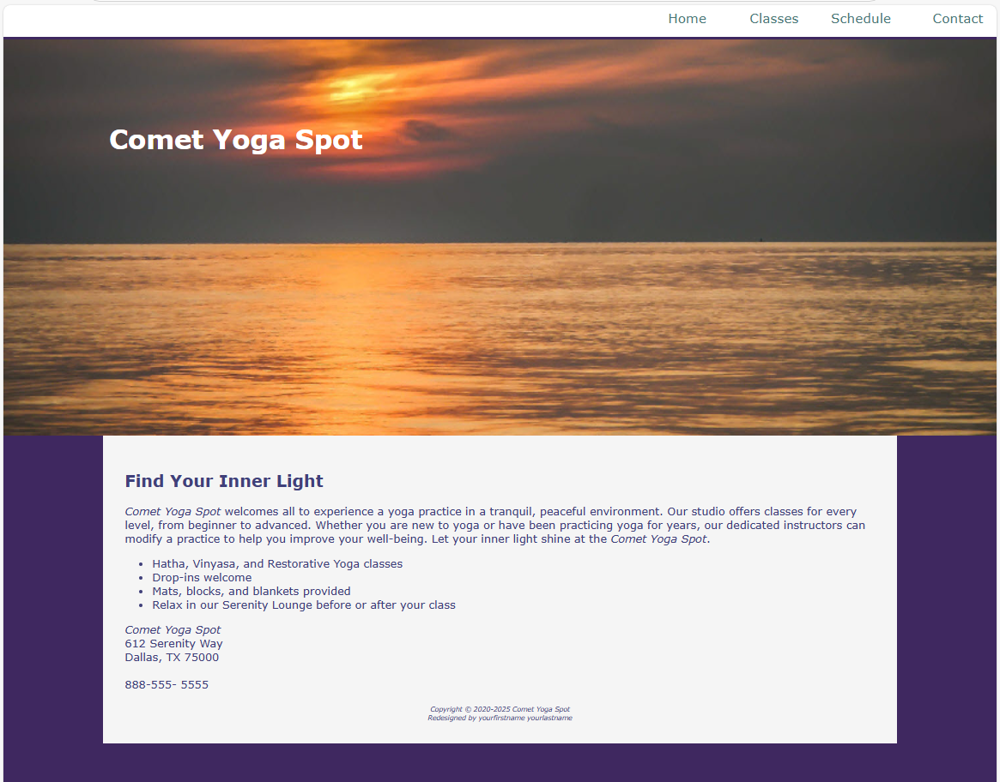 Home Classes Schedule Contact
Comet Yoga Spot
Find Your Inner Light
Comet Yoga Spot welcomes all to experience a yoga practice in a tranquil, peaceful environment. Our studio offers classes for every
level, from beginner to advanced. Whether you are new to yoga or have been practicing yoga for years, our dedicated instructors can
modify a practice to help you improve your well-being. Let your inner light shine at the Comet Yoga Spot.
• Hatha, Vinyasa, and Restorative Yoga classes
• Drop-ins welcome
• Mats, blocks, and blankets provided
• Relax in our Serenity Lounge before or after your class
Comet Yoga Spot
612 Serenity Way
Dallas, TX 75000
888-555- 5555
Copyright © 2020-2025 Comet Yoga Spot
Redesigned by yourfirstname yourlastname